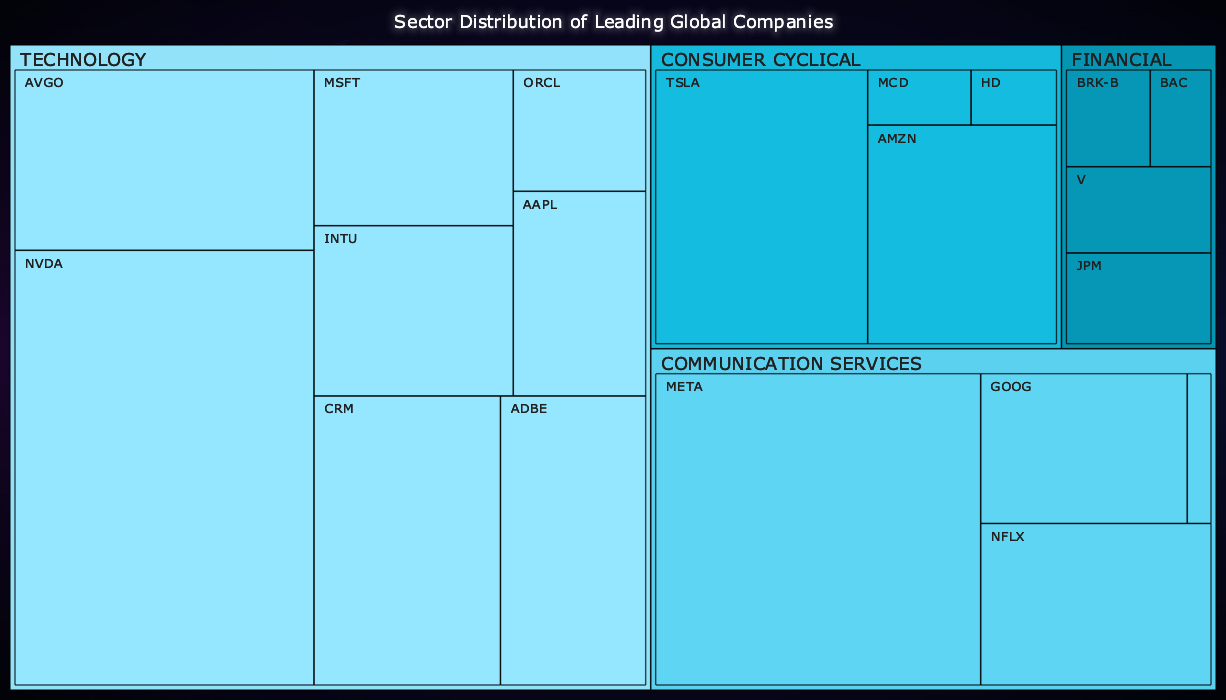 Sector Distribution of Leading Global Companies
TECHNOLOGY
AVGO
MSFT
ORCL
AAPL
INTU
NVDA
CRM
ADBE
CONSUMER CYCLICAL
TSLA
MCD
HD
AMZN
FINANCIAL
BRK-B
BAC
V
JPM
COMMUNICATION SERVICES
META
GOOG
NFLX